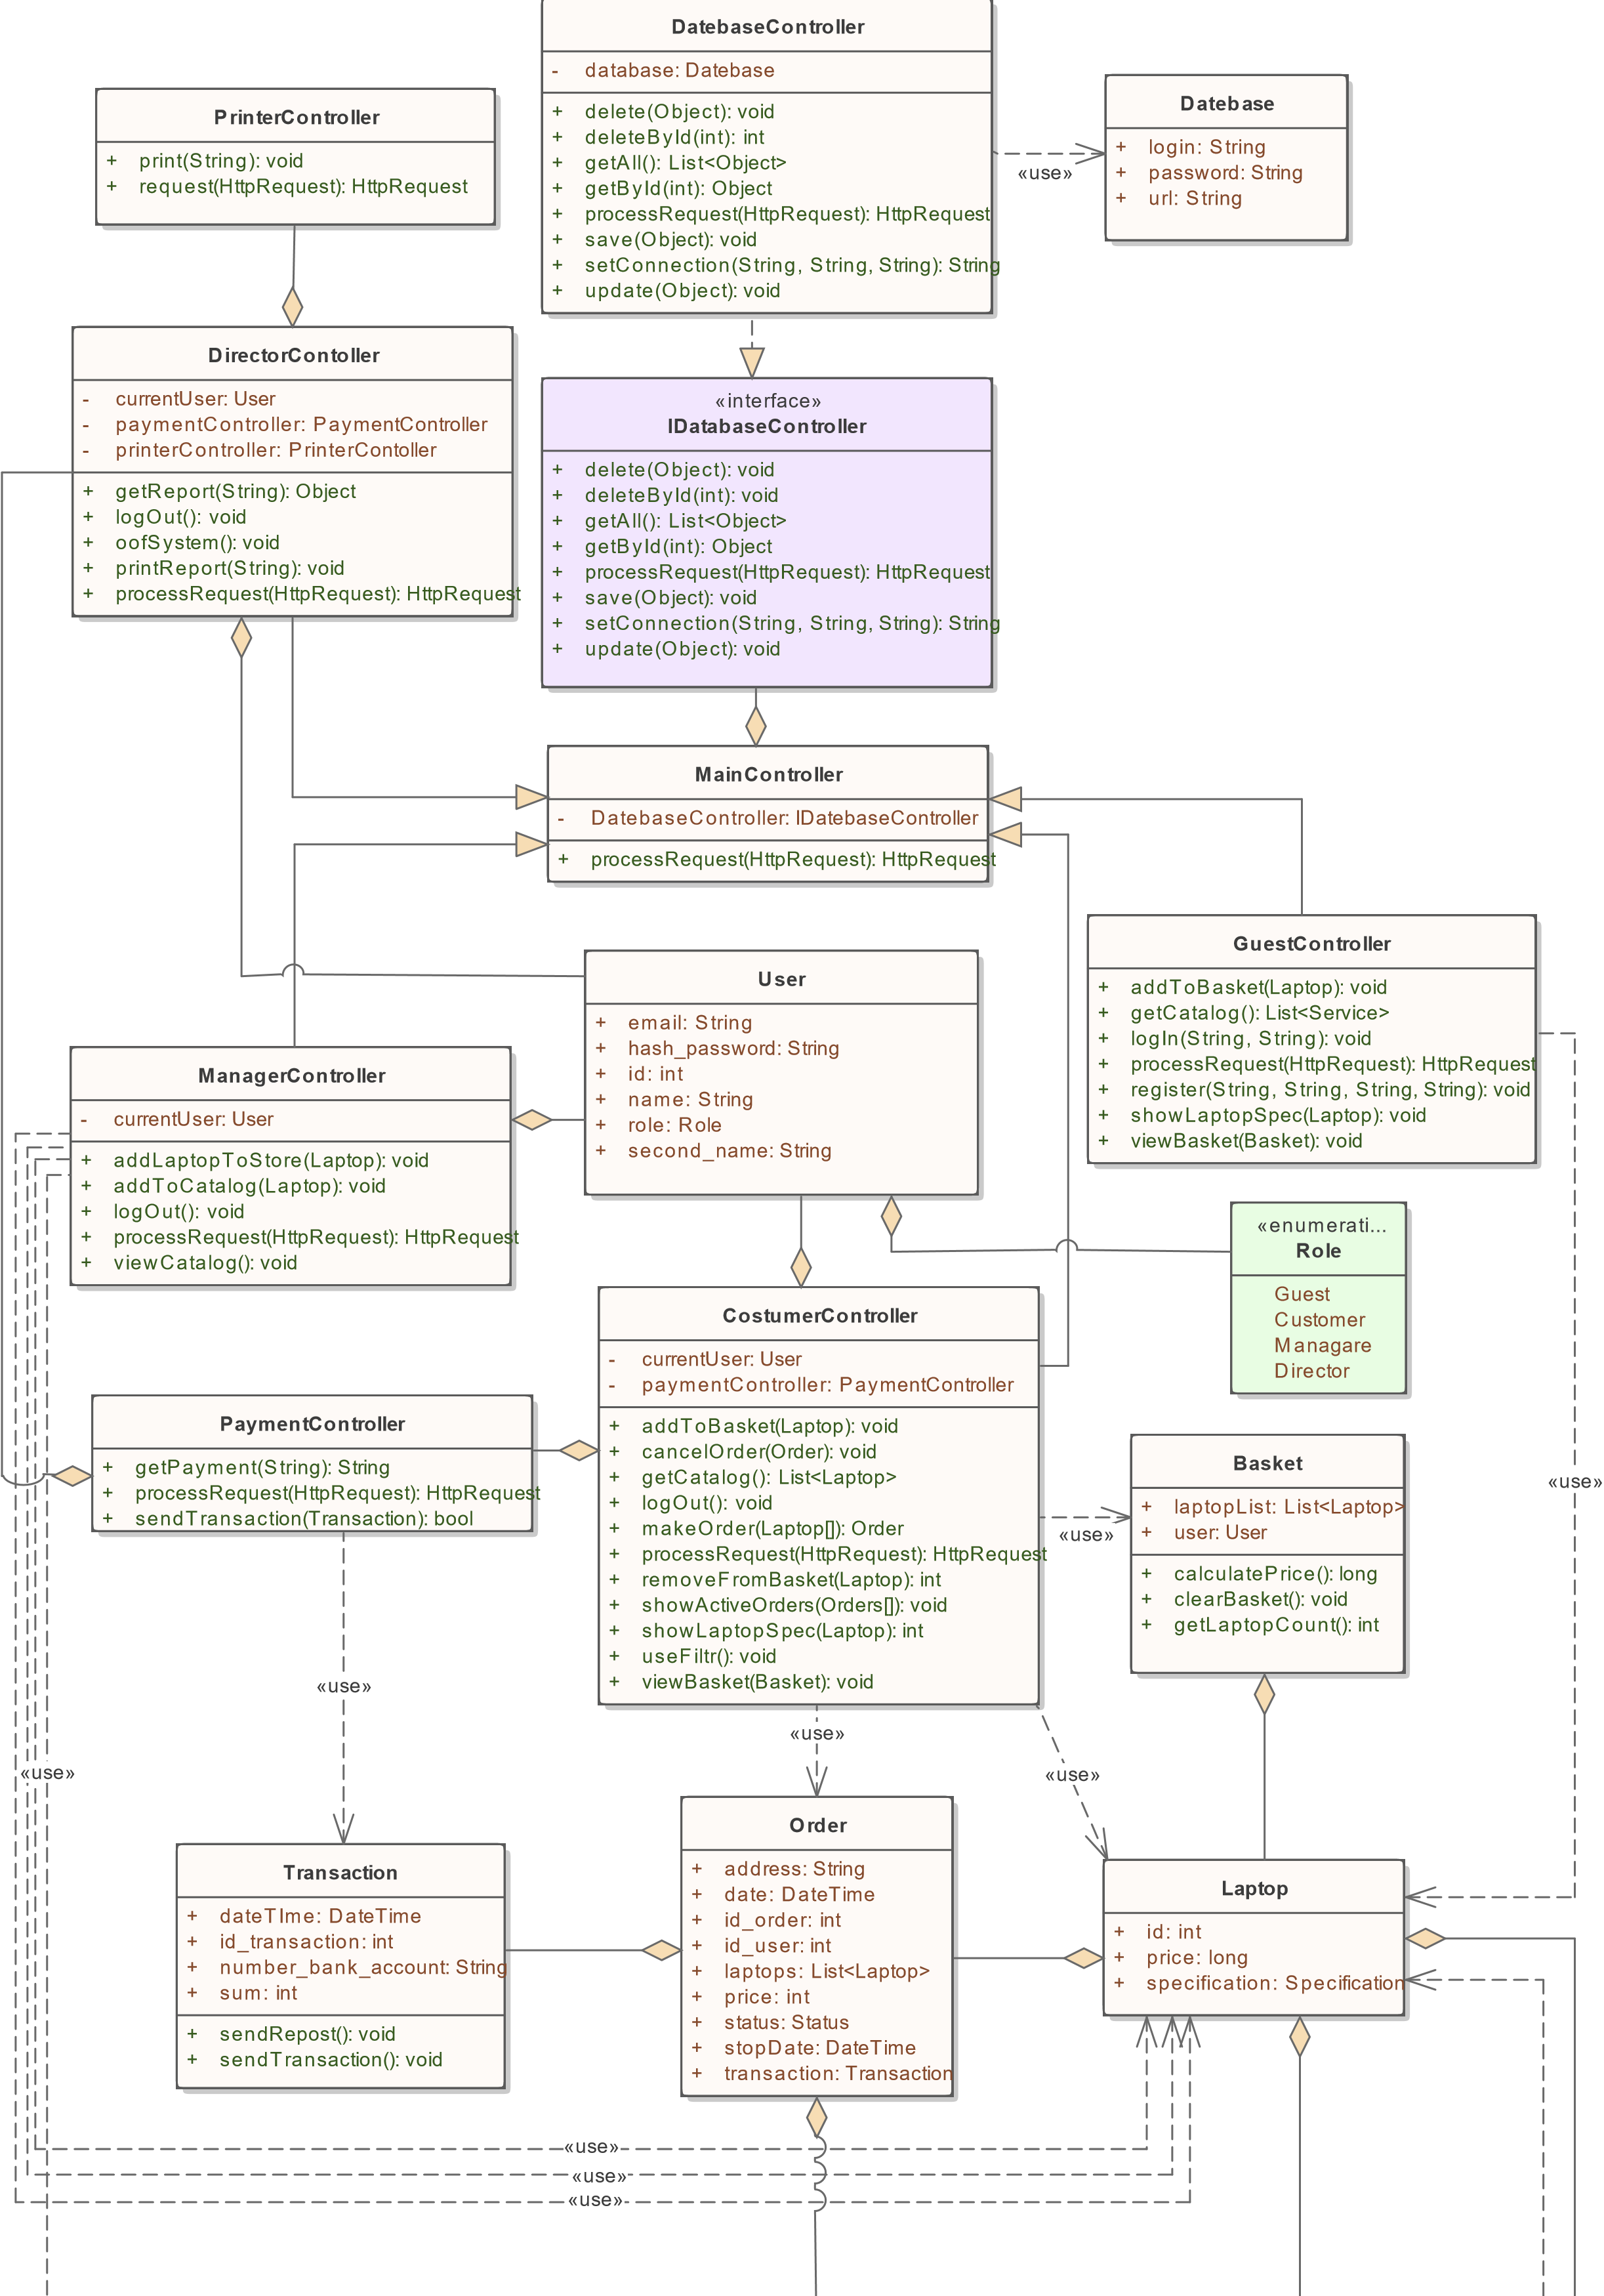 DatebaseController
- database: Datebase
+ delete(Object): void
+ deleteById(int): int
+ getAll(): List<Object>
+ getById(int): Object
+ processRequest(HttpRequest): HttpRequest
+ save(Object): void
+ setConnection(String, String, String): String
+ update(Object): void
«use»
Datebase
+ login: String
+ password: String
+ url: String
PrinterController
+ print(String): void
+ request(HttpRequest): HttpRequest
DirectorContoller
- currentUser: User
- paymentController: PaymentController
- printerController: PrinterContoller
+ getReport(String): Object
+ logOut(): void
+ oofSystem(): void
+ printReport(String): void
+ processRequest(HttpRequest): HttpRequest
«interface»
IDatabaseController
+ delete(Object): void
+ deleteById(int): void
+ getAll(): List<Object>
+ getById(int): Object
+ processRequest(HttpRequest): HttpRequest
+ save(Object): void
+ setConnection(String, String, String): String
+ update(Object): void
MainController
- DatebaseController: IDatebaseController
+ processRequest(HttpRequest): HttpRequest
GuestController
+ addToBasket(Laptop): void
+ getCatalog(): List<Service>
+ logIn(String, String): void
+ processRequest(HttpRequest): HttpRequest
+ register(String, String, String, String): void
+ showLaptopSpec(Laptop): void
+ viewBasket(Basket): void
User
+ email: String
+ hash_password: String
+ id: int
+ name: String
+ role: Role
+ second_name: String
ManagerController
- currentUser: User
+ addLaptopToStore(Laptop): void
+ addToCatalog(Laptop): void
+ logOut(): void
+ processRequest(HttpRequest): HttpRequest
+ viewCatalog(): void
«enumerati...
Role
Guest
Customer
Managare
Director
CostumerController
- currentUser: User
- paymentController: PaymentController
+ addToBasket(Laptop): void
+ cancelOrder(Order): void
+ getCatalog(): List<Laptop>
+ logOut(): void
+ makeOrder(Laptop[]): Order
+ processRequest(HttpRequest): HttpRequest
+ removeFromBasket(Laptop): int
+ showActiveOrders(Orders[]): void
+ showLaptopSpec(Laptop): int
+ useFiltr(): void
+ viewBasket(Basket): void
PaymentController
+ getPayment(String): String
+ processRequest(HttpRequest): HttpRequest
+ sendTransaction(Transaction): bool
«use»
Basket
+ laptopList: List<Laptop>
+ user: User
+ calculatePrice(): long
+ clearBasket(): void
+ getLaptopCount(): int
«use»
«use»
«use»
«use»
«use»
Transaction
+ dateTIme: DateTime
+ id_transaction: int
+ number_bank_account: String
+ sum: int
+ sendRepost(): void
+ sendTransaction(): void
Order
+ address: String
+ date: DateTime
+ id_order: int
+ id_user: int
+ laptops: List<Laptop>
+ price: int
+ status: Status
+ stopDate: DateTime
+ transaction: Transaction
Laptop
+ id: int
+ price: long
+ specification: Specification
«use»
«use»
«use»